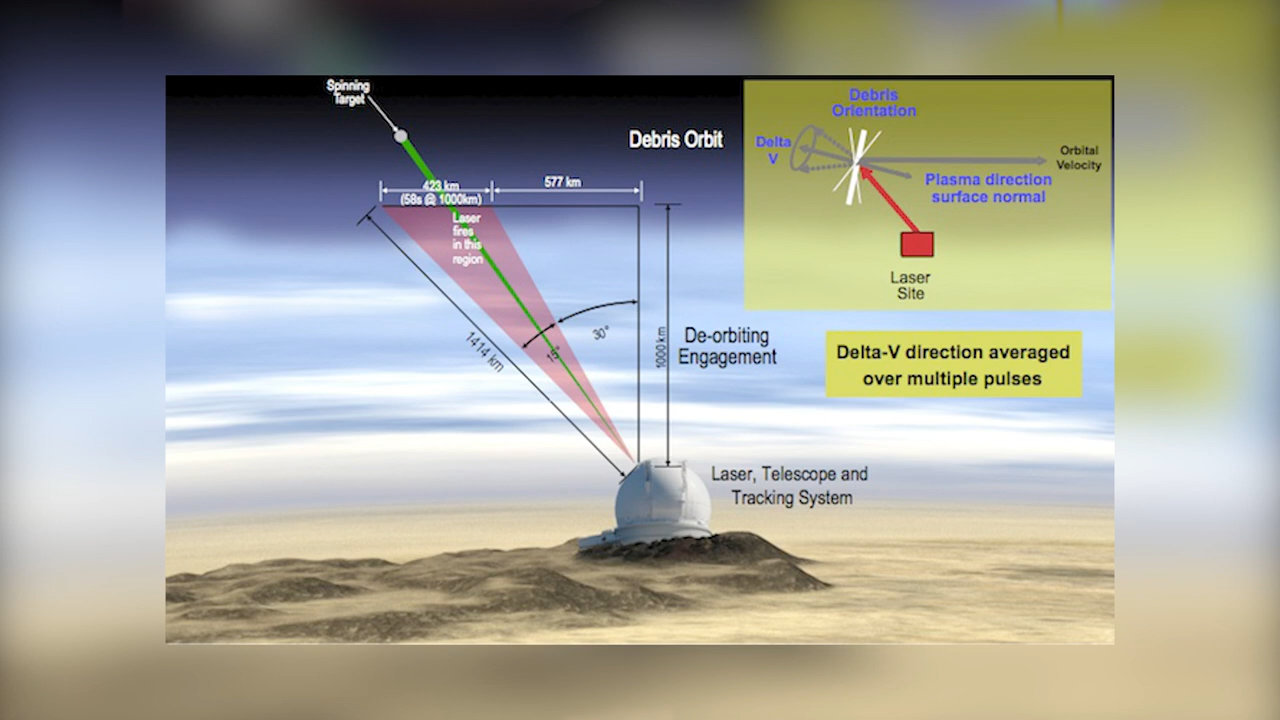 Spinning
Target
Debris Orbit
423 km
(58s @ 1000km)
577 km
Laser
fires
in this
region
30°
15°
1414 km
1000 km
De-orbiting
Engagement
Laser, Telescope and
Tracking System
Debris
Orientation
Delta
V
Orbital
Velocity
Plasma direction
surface normal
Laser
Site
Delta-V direction averaged
over multiple pulses